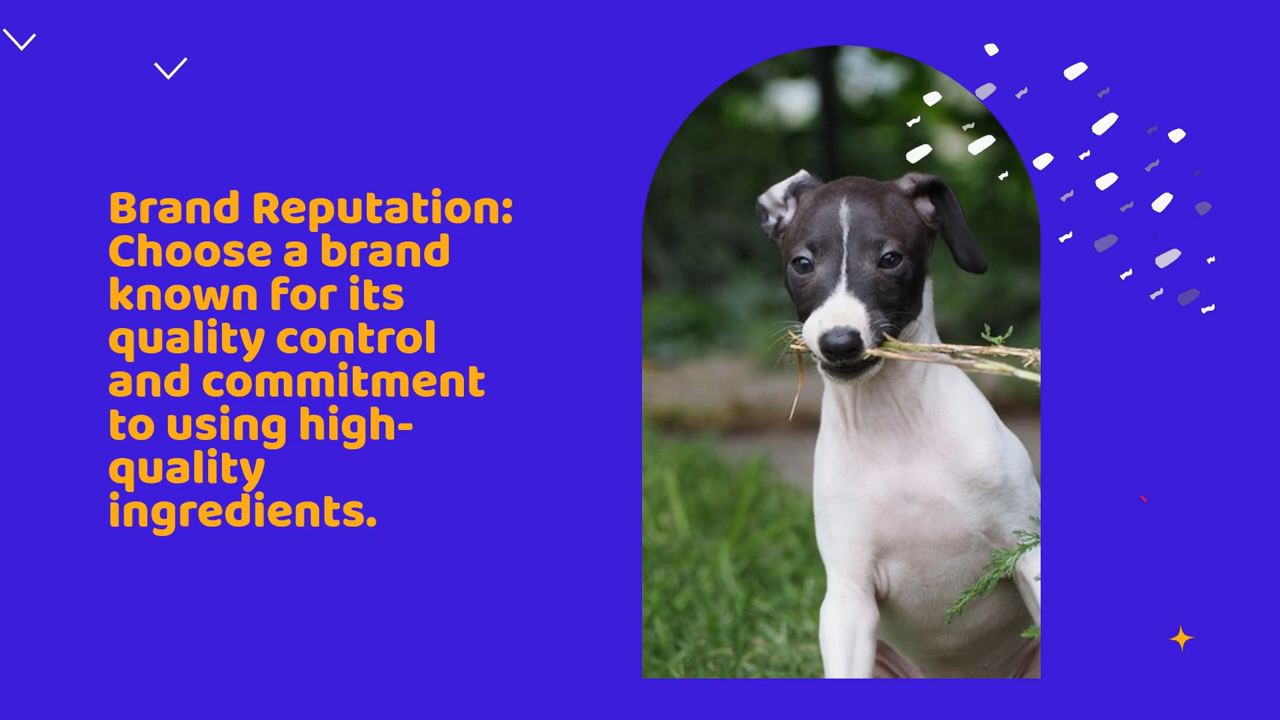 Brand Reputation:
Choose a brand
known for its
quality control
and commitment
to using high-
quality
ingredients.